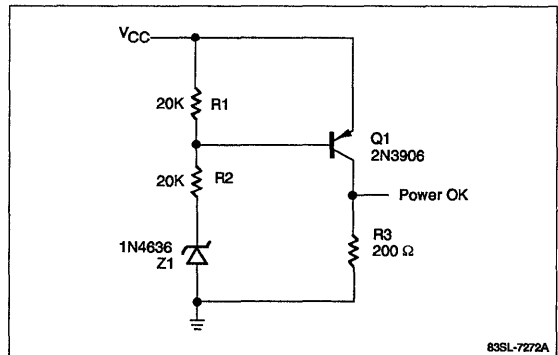 VCC
20K R1
Q1
2N3906
20K R2
Power OK
R3
200 Ω
1N4636
Z1
83SL-7272A